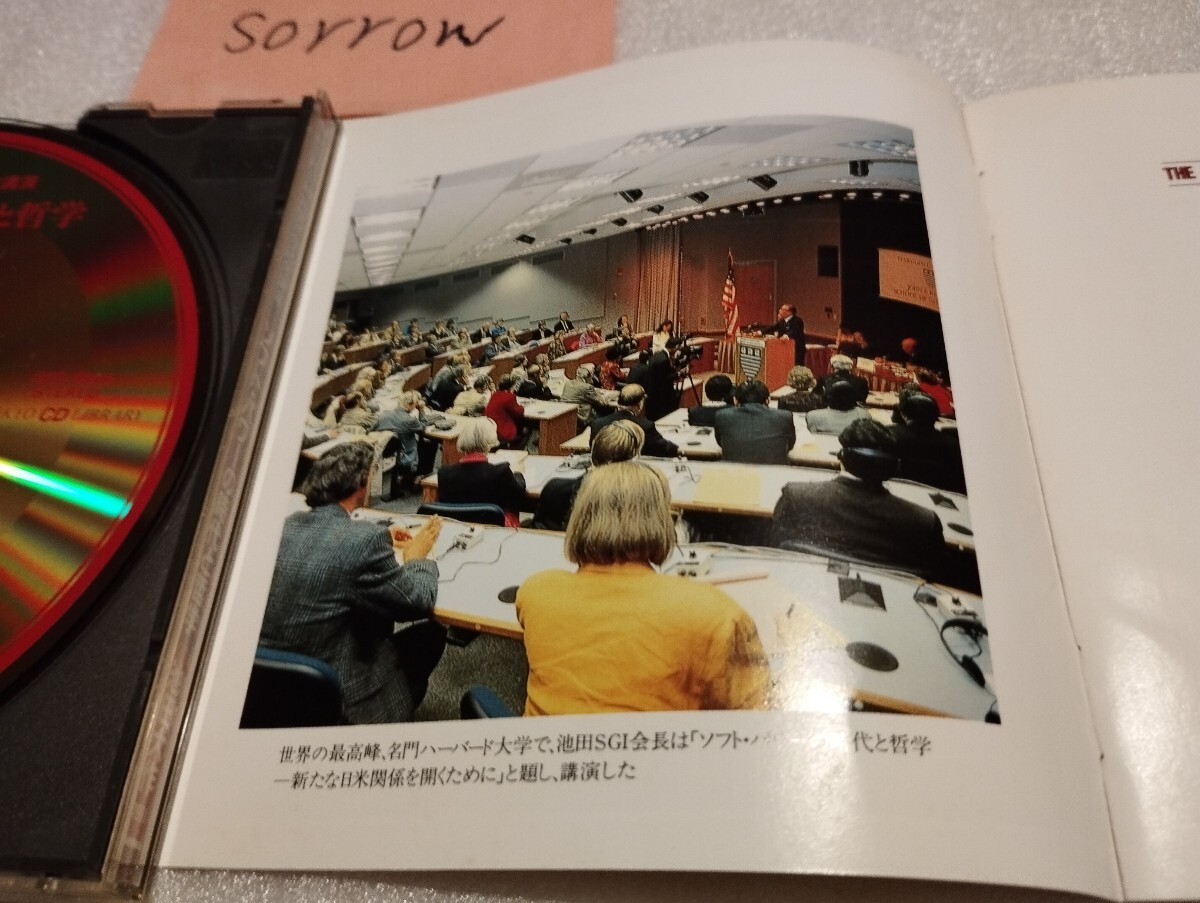 sorrow
講演
と哲学
CD LIBRARY
THE
世界の最高峰、名門ハーバード大学で、池田SGI会長は「ソフト・ 代と哲学
―新たな日米関係を開くために」と題し、講演した